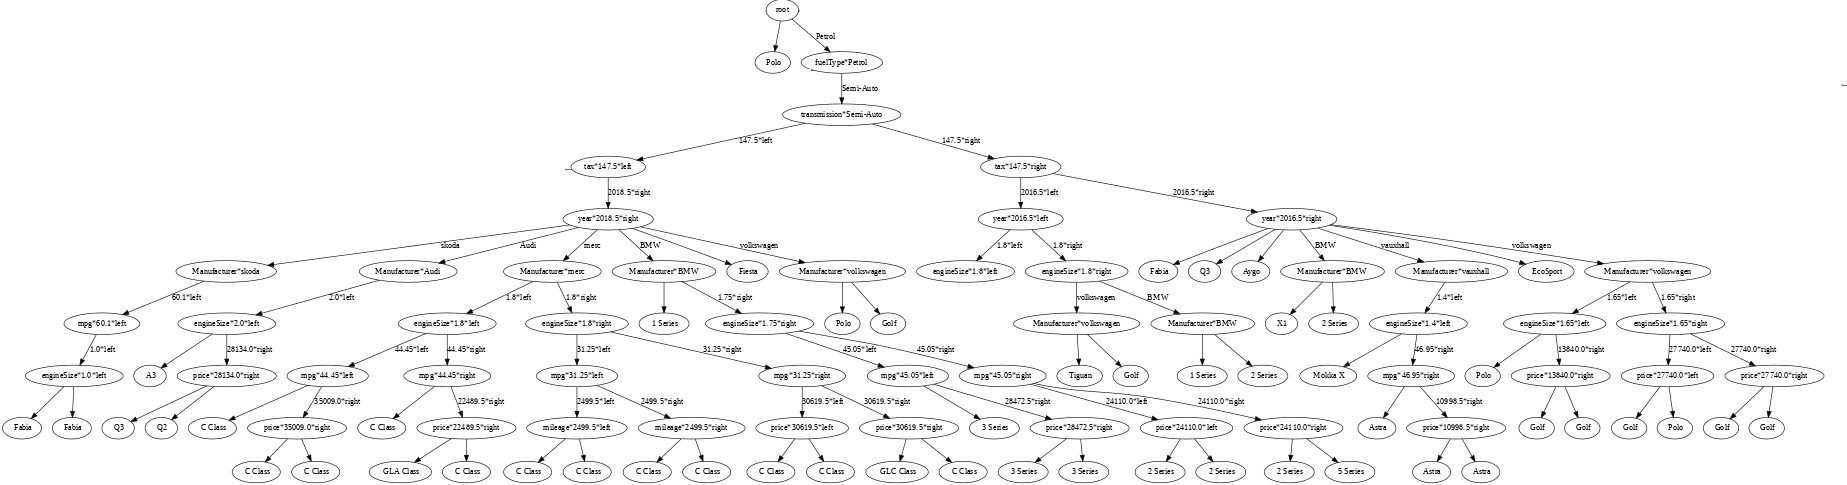 root
Petrol
Polo
fuelType*Petrol
Semi-Auto
transmission*Semi-Auto
147.5*left
147.5*right
tax*147.5*left
tax*147.5*right
2018.5*right
2016.5*left
2016.5*right
year*2018.5*right
year*2016.5*left
year*2016.5*right
skoda
Audi
merc
BMW
volkswagen
1.8*left
1.8*right
BMW
vauxhall
volkswagen
Manufacturer*skoda
Manufacturer*Audi
Manufacturer*merc
Manufacturer*BMW
Fiesta
Manufacturer*volkswagen
engineSize*1.8*left
engineSize*1.8*right
Fabia
Q3
Aygo
Manufacturer*BMW
Manufacturer*vauxhall
EcoSport
Manufacturer*volkswagen
60.1*left
2.0*left
1.8*left
1.8*right
1.75*right
volkswagen
BMW
1.4*left
1.65*left
1.65*right
mpg*60.1*left
engineSize*2.0*left
engineSize*1.8*left
engineSize*1.8*right
1 Series
engineSize*1.75*right
Polo
Golf
Manufacturer*volkswagen
Manufacturer*BMW
X1
2 Series
engineSize*1.4*left
engineSize*1.65*left
engineSize*1.65*right
1.0*left
28134.0*right
44.45*left
44.45*right
31.25*left
31.25*right
45.05*left
45.05*right
46.95*right
13840.0*right
27740.0*left
27740.0*right
engineSize*1.0*left
A3
price*28134.0*right
mpg*44.45*left
mpg*44.45*right
mpg*31.25*left
mpg*31.25*right
mpg*45.05*left
mpg*45.05*right
Tiguan
Golf
1 Series
2 Series
Mokka X
mpg*46.95*right
Polo
price*13840.0*right
price*27740.0*left
price*27740.0*right
35009.0*right
22489.5*right
2499.5*left
2499.5*right
30619.5*left
30619.5*right
28472.5*right
24110.0*left
24110.0*right
10998.5*right
Fabia
Fabia
Q3
Q2
C Class
price*35009.0*right
C Class
price*22489.5*right
mileage*2499.5*left
mileage*2499.5*right
price*30619.5*left
price*30619.5*right
3 Series
price*28472.5*right
price*24110.0*left
price*24110.0*right
Astra
price*10998.5*right
Golf
Golf
Golf
Polo
Golf
Golf
C Class
C Class
GLA Class
C Class
C Class
C Class
C Class
C Class
C Class
C Class
GLC Class
C Class
3 Series
3 Series
2 Series
2 Series
2 Series
5 Series
Astra
Astra